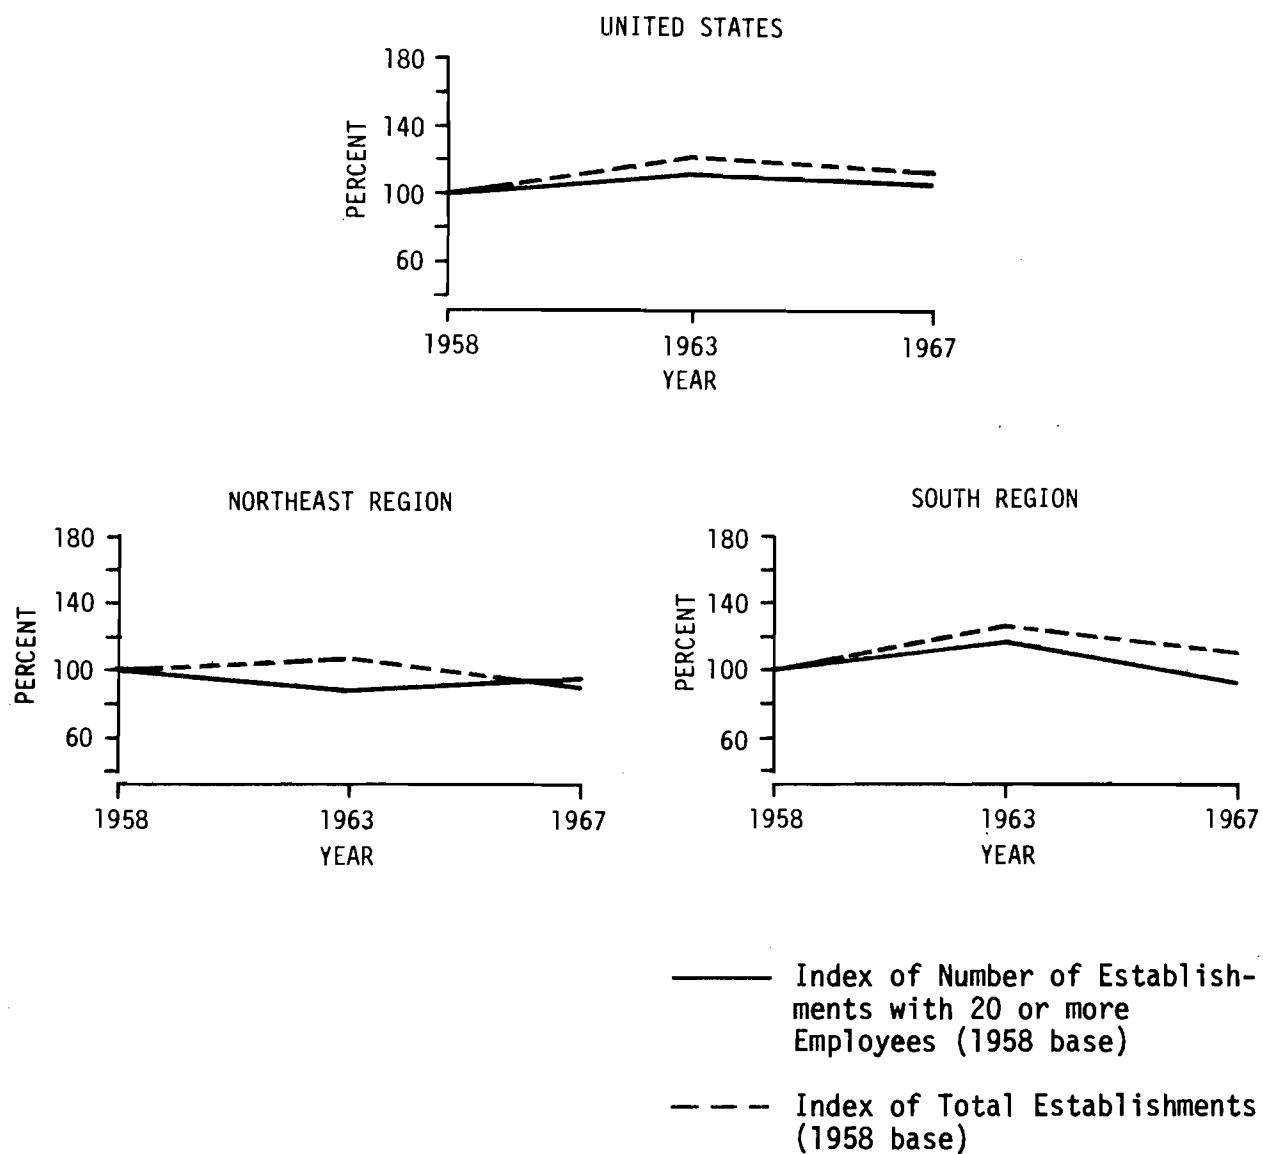 UNITED STATES
180
140
100
60
PERCENT
1958 1963 1967
YEAR
NORTHEAST REGION
180
140
100
60
PERCENT
1958 1963 1967
YEAR
SOUTH REGION
180
140
100
60
PERCENT
1958 1963 1967
YEAR
Index of Number of Establish-
ments with 20 or more
Employees (1958 base)
Index of Total Establishments
(1958 base)